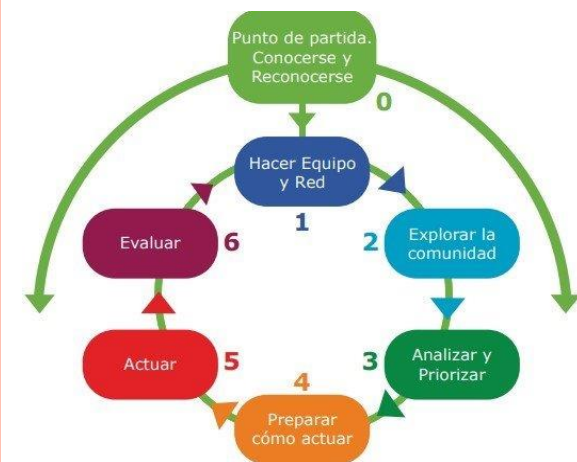 Punto de partida.
Conocerse y
Reconocerse
0
Hacer Equipo
y Red
1
2
Explorar la
comunidad
3
Analizar y
Priorizar
4
Preparar
cómo actuar
5
Actuar
6
Evaluar